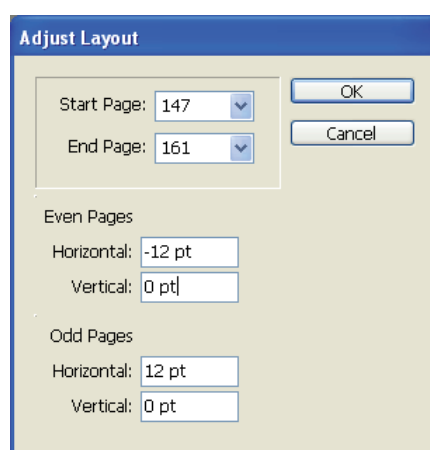 Adjust Layout
Start Page: 147
OK
End Page: 161
Cancel
Even Pages
Horizontal: -12 pt
Vertical: 0 pt
Odd Pages
Horizontal: 12 pt
Vertical: 0 pt